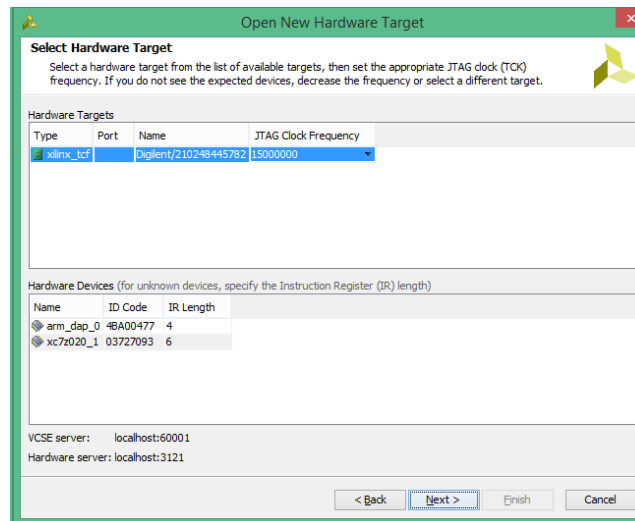 Open New Hardware Target
Select Hardware Target
Select a hardware target from the list of available targets, then set the appropriate JTAG clock (TCK)
frequency. If you do not see the expected devices, decrease the frequency or select a different target.
Hardware Targets
Type Port Name JTAG Clock Frequency
xilinx_tcf Digilent/210248445782 15000000
Hardware Devices (for unknown devices, specify the Instruction Register (IR) length)
Name ID Code IR Length
arm_dap_0 4BA00477 4
xc7z020_1 03727093 6
VCSE server: localhost:60001
Hardware server: localhost:3121
< Back Next > Finish Cancel